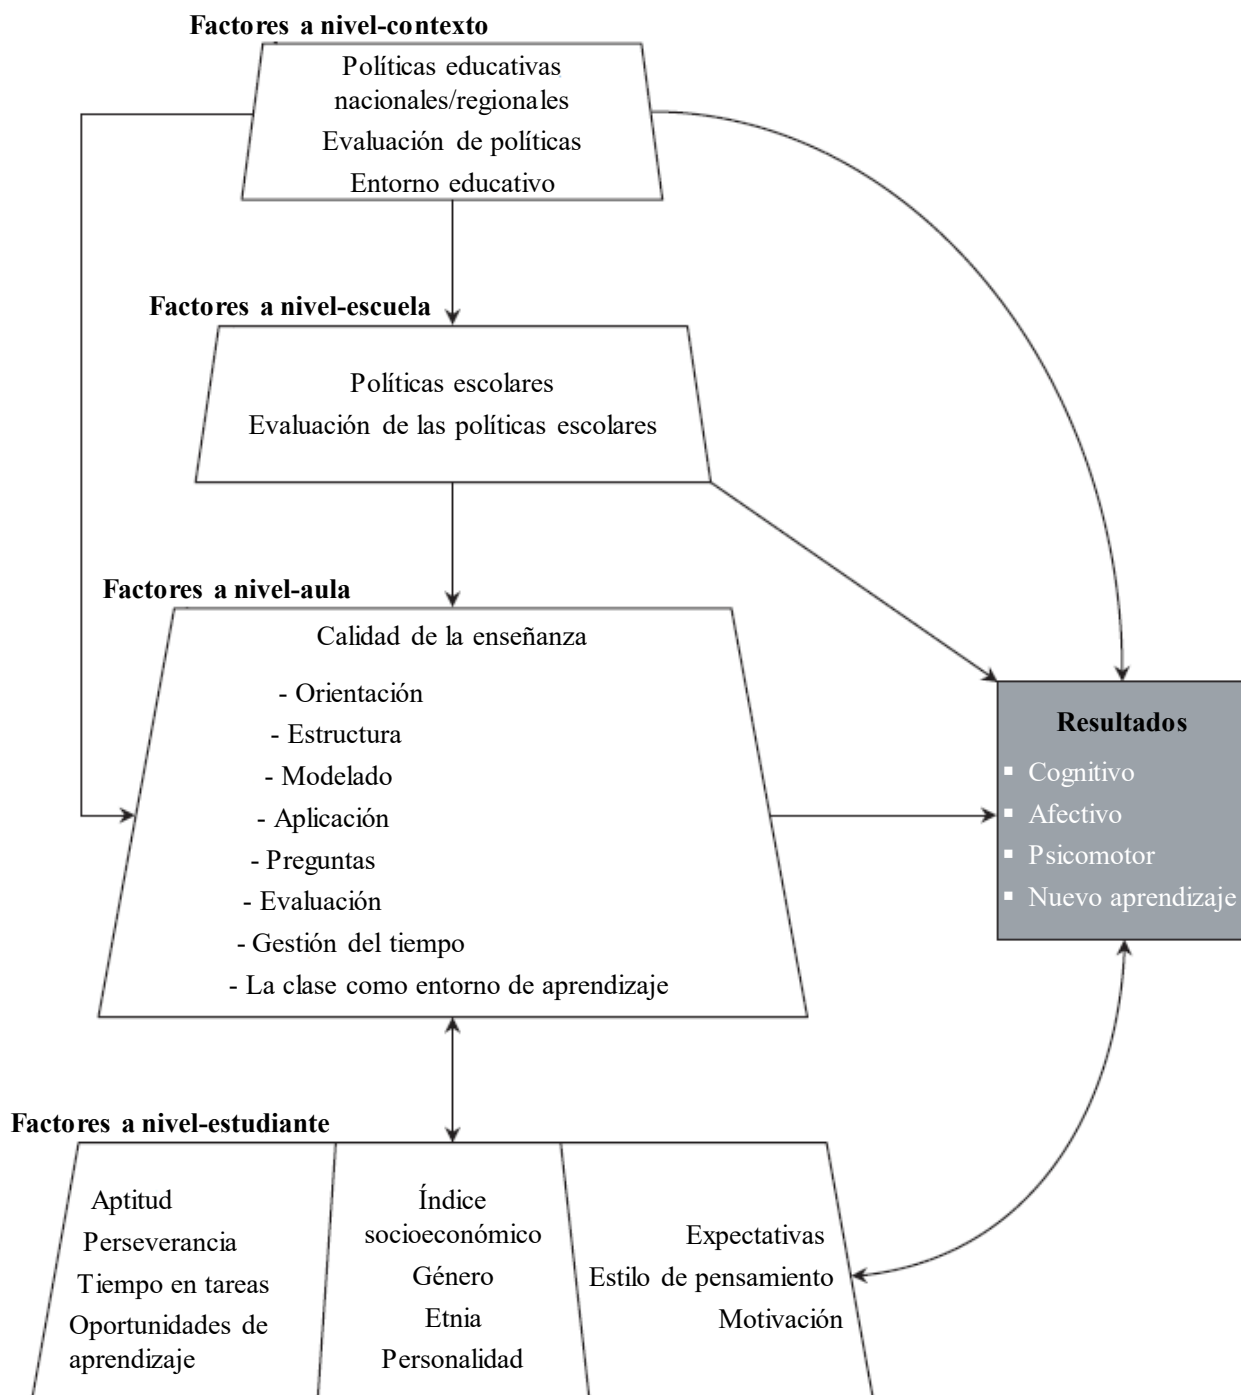 Factores a nivel-contexto
Políticas educativas
nacionales/regionales
Evaluación de políticas
Entorno educativo
Factores a nivel-escuela
Políticas escolares
Evaluación de las políticas escolares
Factores a nivel-aula
Calidad de la enseñanza
- Orientación
- Estructura
- Modelado
- Aplicación
- Preguntas
- Evaluación
- Gestión del tiempo
- La clase como entorno de aprendizaje
Resultados
▪ Cognitivo
▪ Afectivo
▪ Psicomotor
▪ Nuevo aprendizaje
Factores a nivel-estudiante
Aptitud
Perseverancia
Tiempo en tareas
Oportunidades de
aprendizaje
Índice
socioeconómico
Género
Etnia
Personalidad
Expectativas
Estilo de pensamiento
Motivación